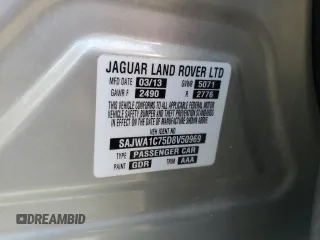 JAGUAR LAND ROVER LTD
DATE 03/13 GVWR 5071
GAWR F 2490 R 2776
THIS VEHICLE CONFORMS TO ALL APPLICABLE FEDERAL MOTOR
VEHICLE SAFETY BUMPER AND THEFT PREVENTION STANDARDS
IN EFFECT ON THE DATE OF MANUFACTURE SHOWN ABOVE.
VEH IDENT NO
SAJWA1C75D8V50969
TYPE PASSENGER CAR
PAINT GDR TRIM AAA
DREAMBID